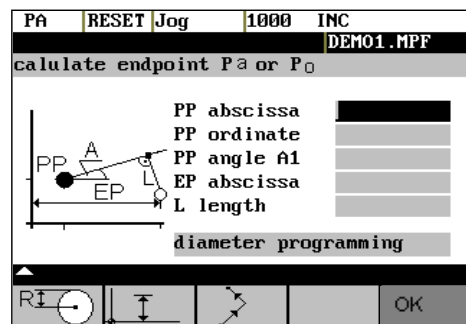 PA RESET Jog 1000 INC
DEMO1.MPF
calulate endpoint Pa or P0
PP abscissa
PP ordinate
PP angle A1
EP abscissa
L length
PP A L EP
diameter programming
R OK